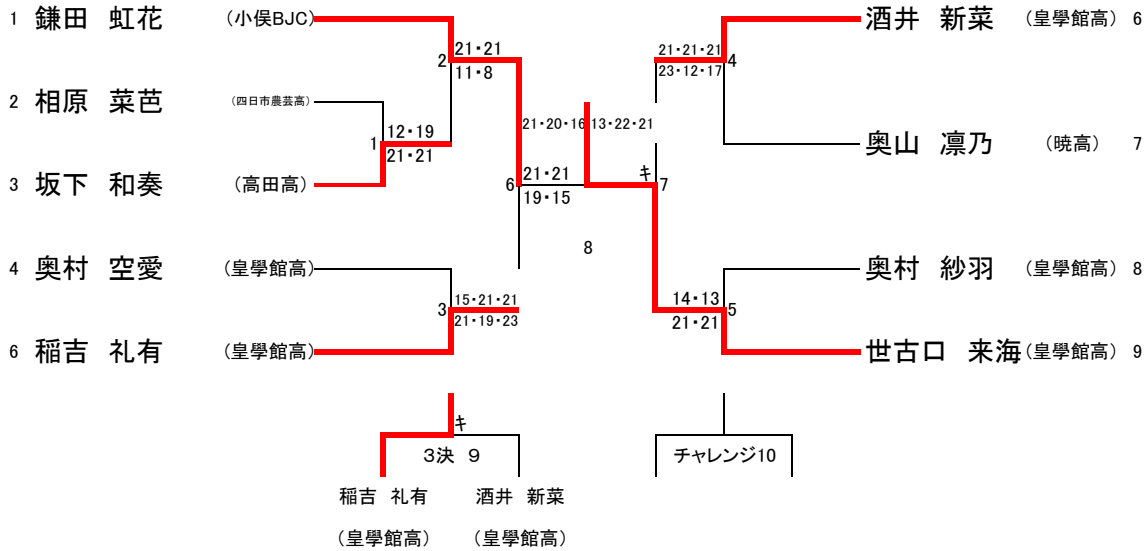 1 鎌田 虹花 (小俣BJC)
2 相原 菜芭 (四日市農芸高)
3 坂下 和奏 (高田高)
4 奥村 空愛 (皇學館高)
6 稲吉 礼有 (皇學館高)
2 21・21
11・8
1 12・19
21・21
3 15・21・21
21・19・23
6 21・21
19・15
21・20・16 13・22・21
8
酒井 新菜 (皇學館高) 6
奥山 凛乃 (暁高) 7
奥村 紗羽 (皇學館高) 8
世古口 来海 (皇學館高) 9
21・21・21 4
23・12・17
キ 7
14・13 5
21・21
キ
3決 9
稲吉 礼有 酒井 新菜
(皇學館高) (皇學館高)
チャレンジ10